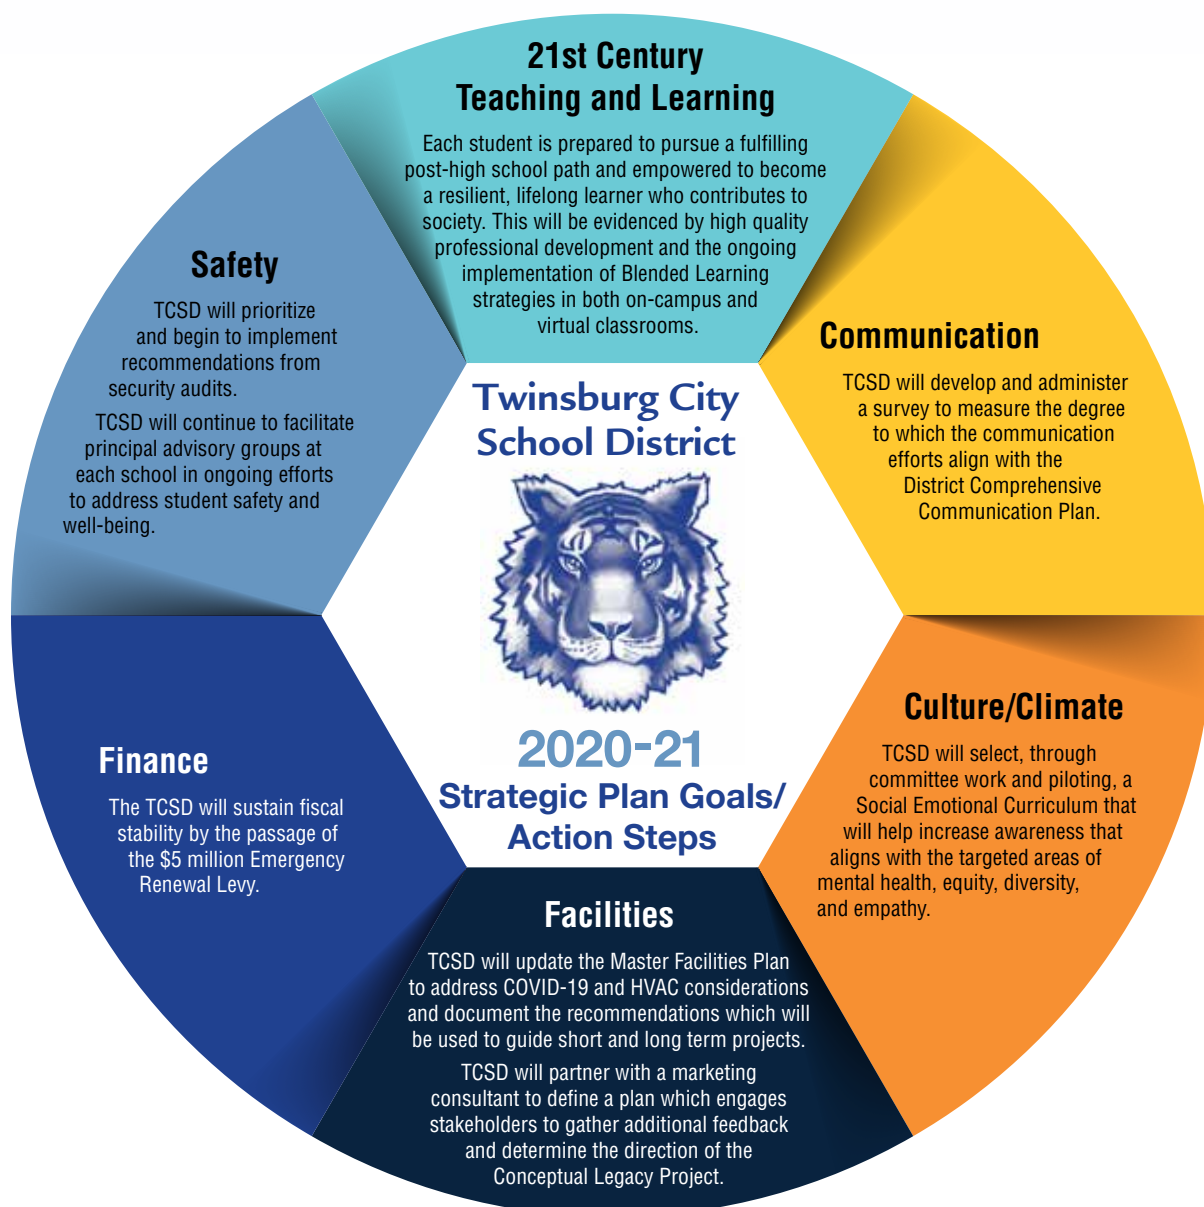 21st Century
Teaching and Learning
Each student is prepared to pursue a fulfilling
post-high school path and empowered to become
a resilient, lifelong learner who contributes to
society. This will be evidenced by high quality
professional development and the ongoing
implementation of Blended Learning
strategies in both on-campus and
virtual classrooms.
Communication
TCSD will develop and administer
a survey to measure the degree
to which the communication
efforts align with the
District Comprehensive
Communication Plan.
Culture/Climate
TCSD will select, through
committee work and piloting, a
Social Emotional Curriculum that
will help increase awareness that
aligns with the targeted areas of
mental health, equity, diversity,
and empathy.
Facilities
TCSD will update the Master Facilities Plan
to address COVID-19 and HVAC considerations
and document the recommendations which will
be used to guide short and long term projects.
TCSD will partner with a marketing
consultant to define a plan which engages
stakeholders to gather additional feedback
and determine the direction of the
Conceptual Legacy Project.
Finance
The TCSD will sustain fiscal
stability by the passage of
the $5 million Emergency
Renewal Levy.
Safety
TCSD will prioritize
and begin to implement
recommendations from
security audits.
TCSD will continue to facilitate
principal advisory groups at
each school in ongoing efforts
to address student safety and
well-being.
Twinsburg City
School District
2020-21
Strategic Plan Goals/
Action Steps